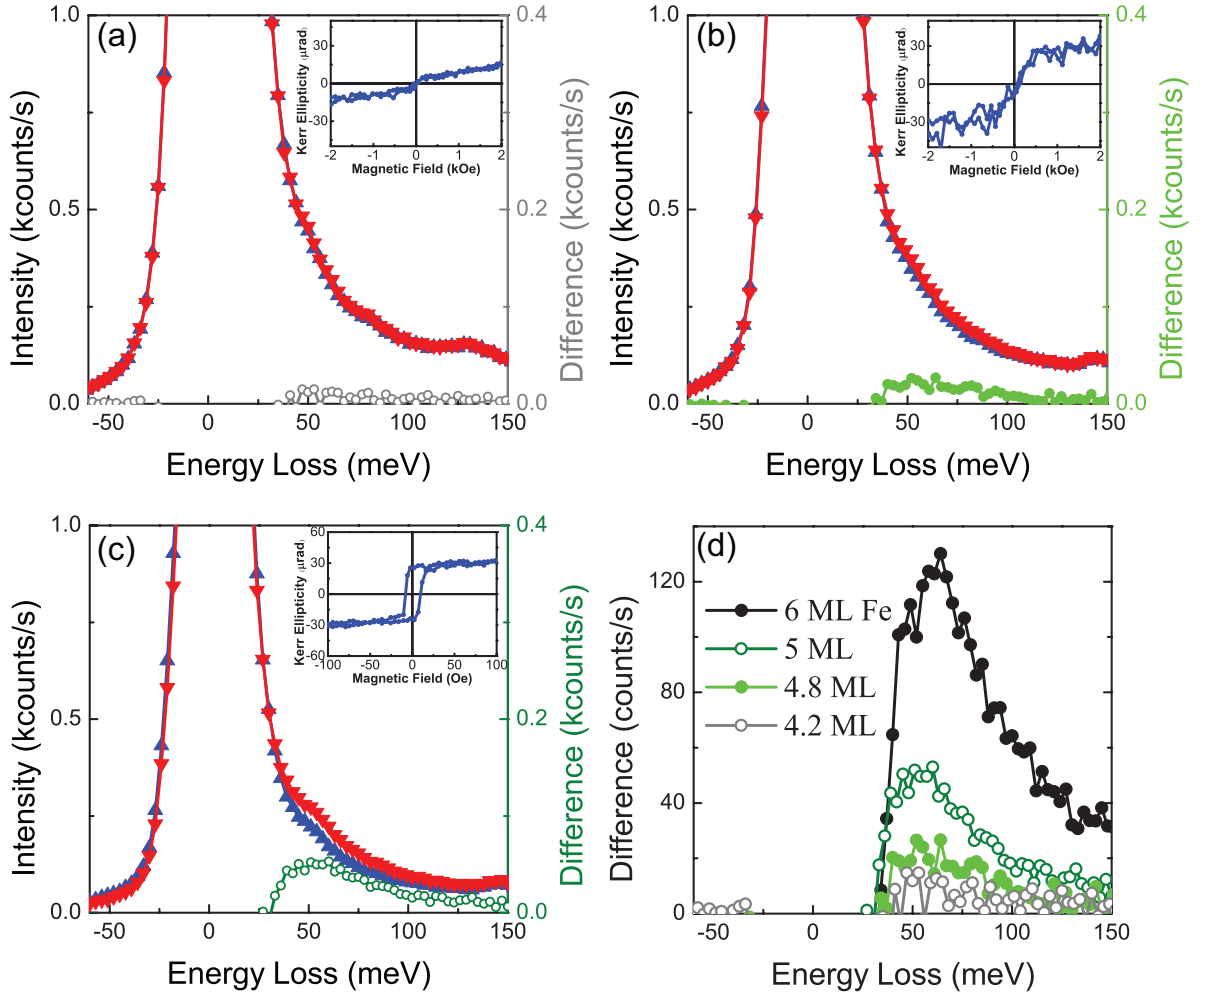 (a)
1.0
0.5
0.0
Intensity (kcounts/s)
-50 0 50 100 150
Energy Loss (meV)
0.4
0.2
0.0
Difference (kcounts/s)
Kerr Ellipticity (μrad)
30
0
-30
-2 -1 0 1 2
Magnetic Field (kOe)
(b)
1.0
0.5
0.0
Intensity (kcounts/s)
-50 0 50 100 150
Energy Loss (meV)
0.4
0.2
0.0
Difference (kcounts/s)
Kerr Ellipticity (μrad)
30
0
-30
-2 -1 0 1 2
Magnetic Field (kOe)
(c)
1.0
0.5
0.0
Intensity (kcounts/s)
-50 0 50 100 150
Energy Loss (meV)
0.4
0.2
0.0
Difference (kcounts/s)
Kerr Ellipticity (μrad)
60
30
0
-30
-60
-100 -50 0 50 100
Magnetic Field (Oe)
(d)
120
80
40
0
Difference (counts/s)
6 ML Fe
5 ML
4.8 ML
4.2 ML
-50 0 50 100 150
Energy Loss (meV)